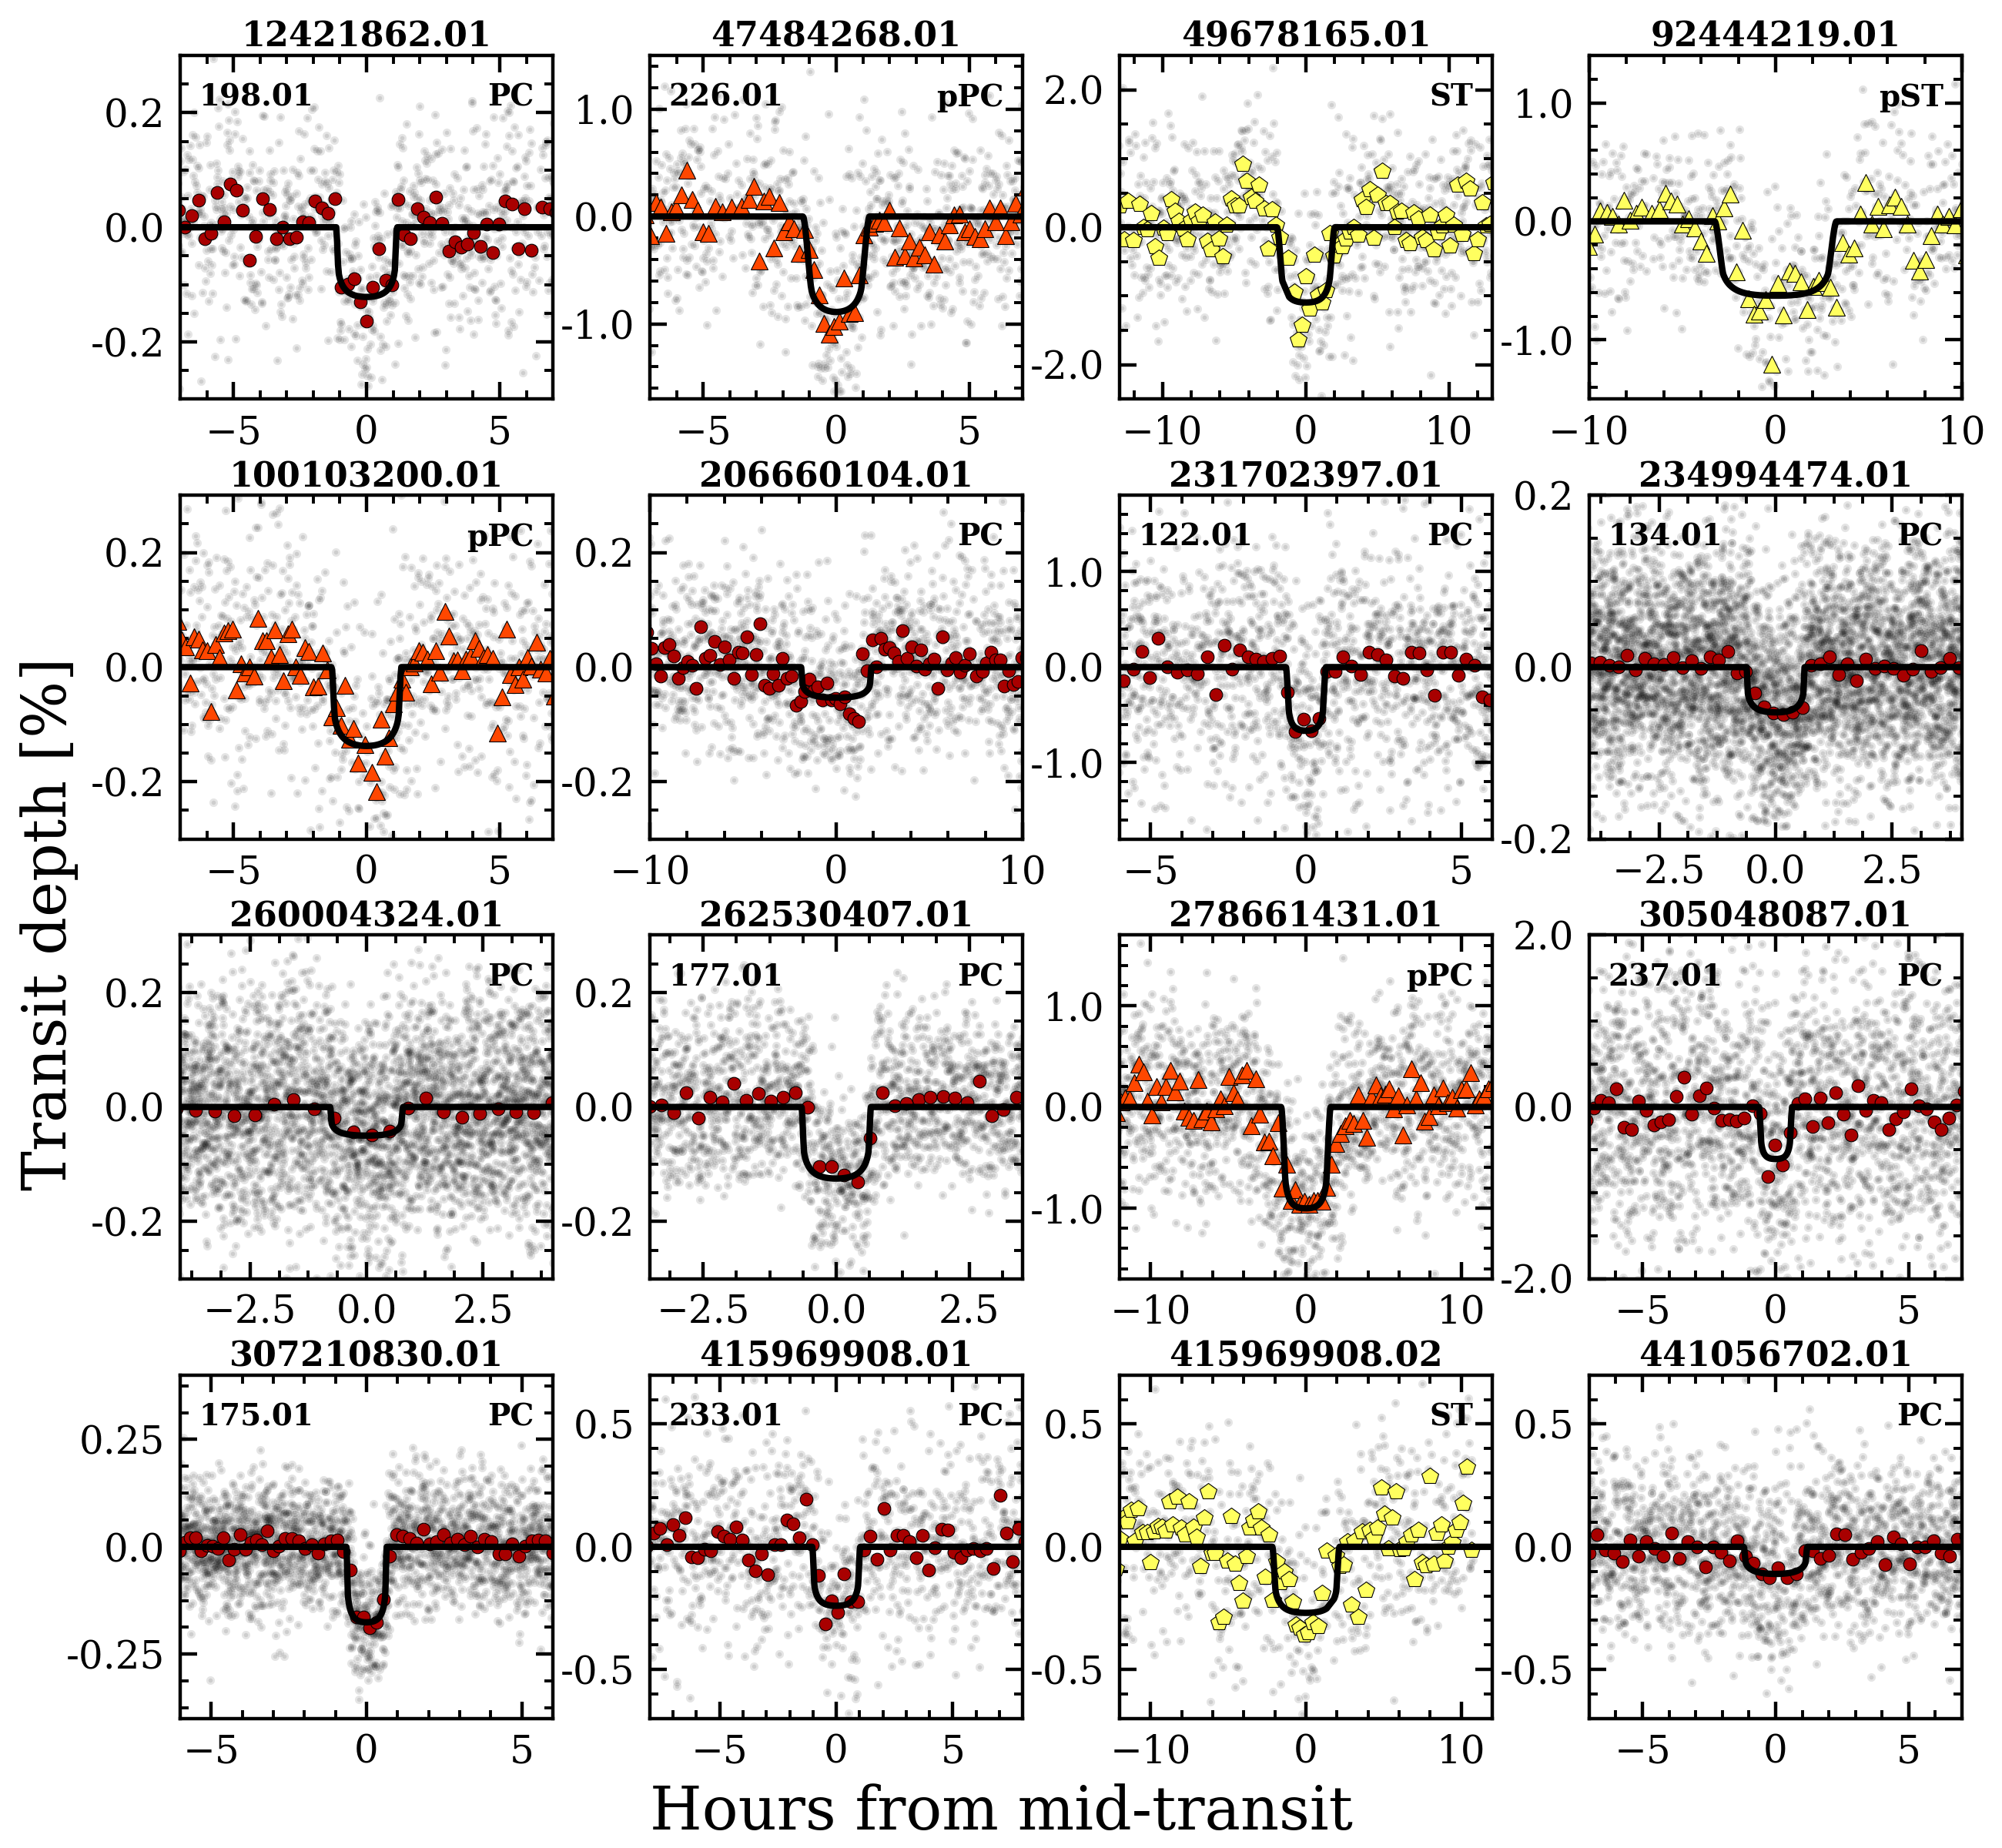 12421862.01 47484268.01 49678165.01 92444219.01
198.01 PC 226.01 pPC ST pST
0.2 0.0 -0.2
1.0 0.0 -1.0
2.0 0.0 -2.0
1.0 0.0 -1.0
−5 0 5 −5 0 5 −10 0 10 −10 0 10
100103200.01 206660104.01 231702397.01 234994474.01
pPC PC 122.01 PC 134.01 PC
0.2 0.0 -0.2
0.2 0.0 -0.2
1.0 0.0 -1.0
0.2 0.0 -0.2
−5 0 5 −10 0 10 −5 0 5 −2.5 0.0 2.5
260004324.01 262530407.01 278661431.01 305048087.01
PC 177.01 PC pPC 237.01 PC
0.2 0.0 -0.2
0.2 0.0 -0.2
1.0 0.0 -1.0
2.0 0.0 -2.0
−2.5 0.0 2.5 −2.5 0.0 2.5 −10 0 10 −5 0 5
307210830.01 415969908.01 415969908.02 441056702.01
175.01 PC 233.01 PC ST PC
0.25 0.0 -0.25
0.5 0.0 -0.5
0.5 0.0 -0.5
0.5 0.0 -0.5
−5 0 5 −5 0 5 −10 0 10 −5 0 5
Transit depth [%]
Hours from mid-transit